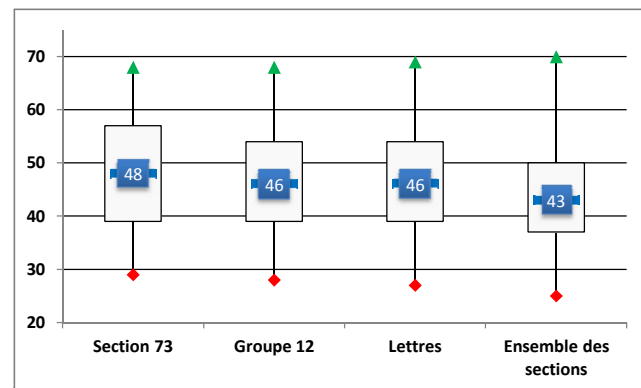 70
60
50
40
30
20
48
46
46
43
Section 73
Groupe 12
Lettres
Ensemble des
sections